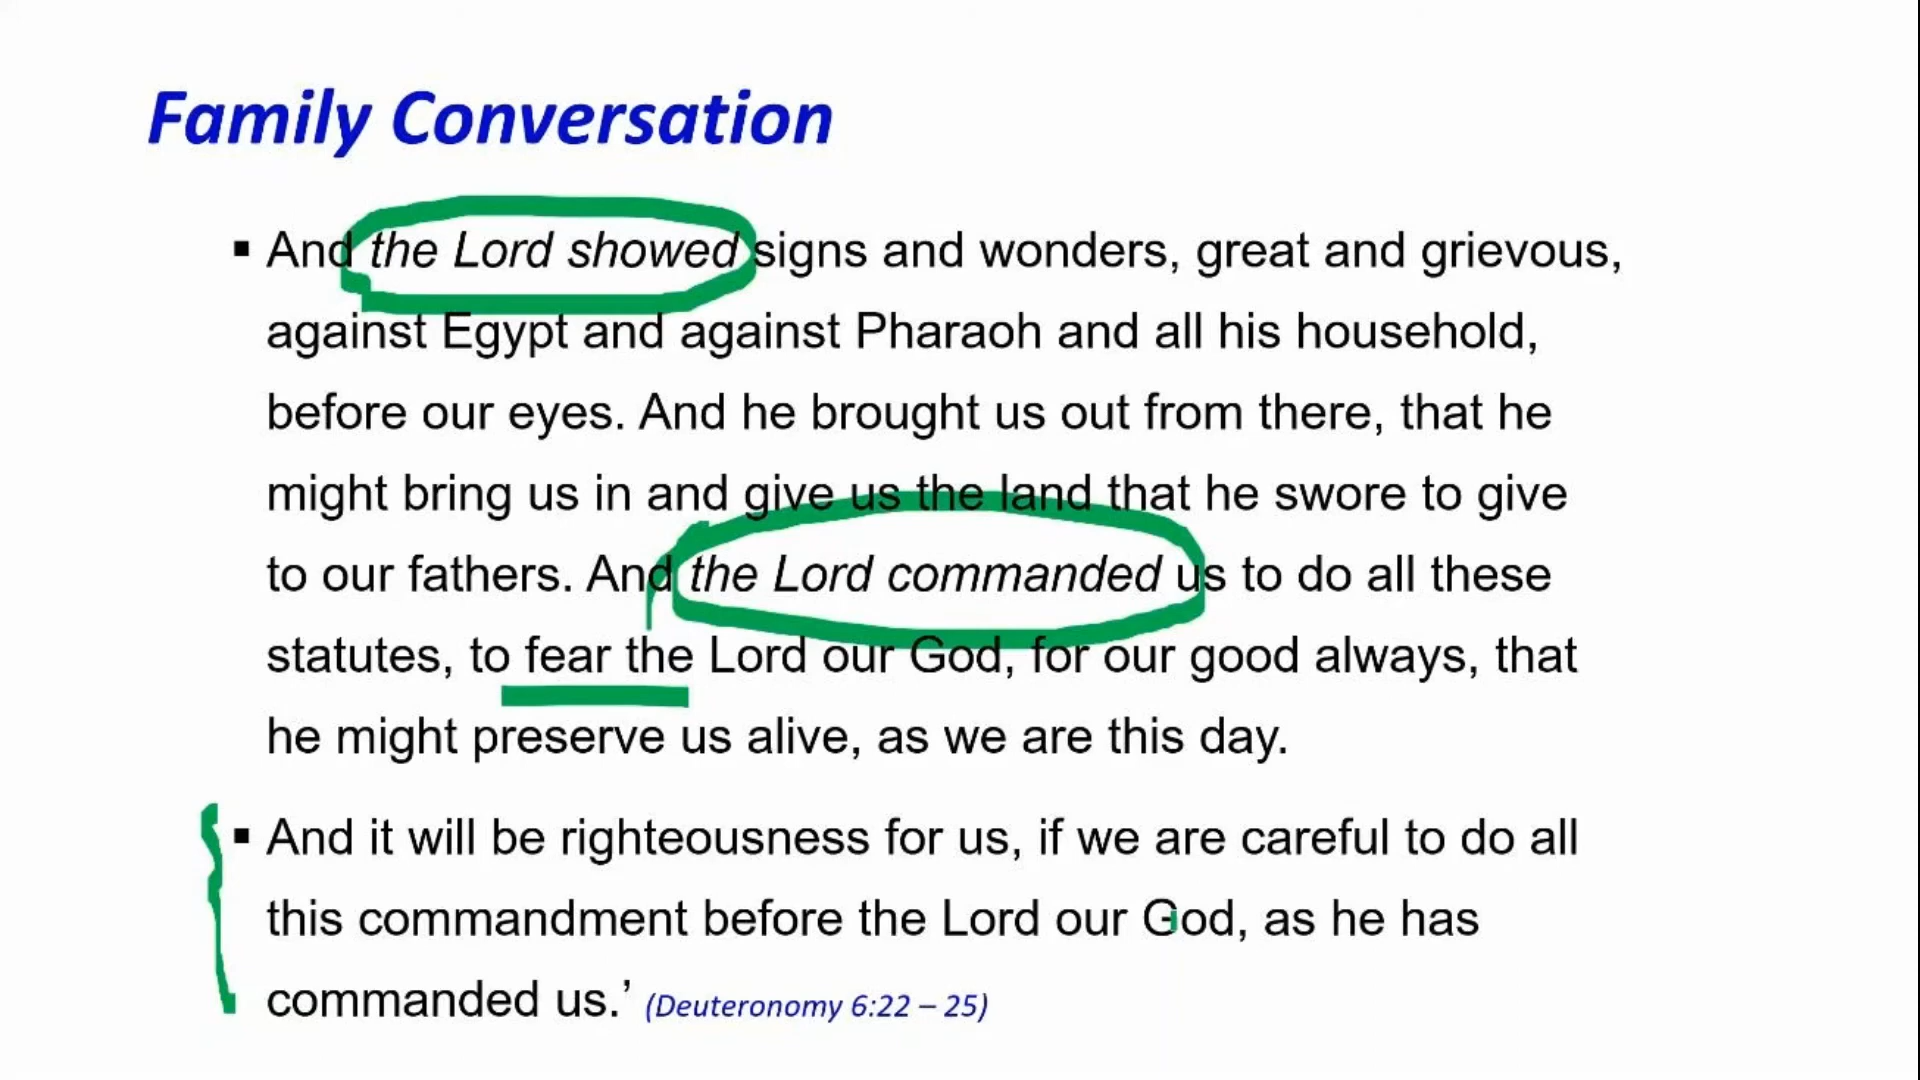 Family Conversation
▪ And the Lord showed signs and wonders, great and grievous,
against Egypt and against Pharaoh and all his household,
before our eyes. And he brought us out from there, that he
might bring us in and give us the land that he swore to give
to our fathers. And the Lord commanded us to do all these
statutes, to fear the Lord our God, for our good always, that
he might preserve us alive, as we are this day.
▪ And it will be righteousness for us, if we are careful to do all
this commandment before the Lord our God, as he has
commanded us.’ (Deuteronomy 6:22 – 25)